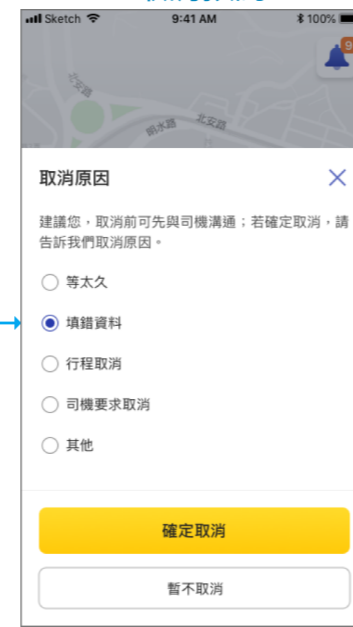 Sketch 9:41 AM 100%
9
北安路
明水路 北安路
取消原因
建議您，取消前可先與司機溝通；若確定取消，請
告訴我們取消原因。
等太久
填錯資料
行程取消
司機要求取消
其他
確定取消
暫不取消